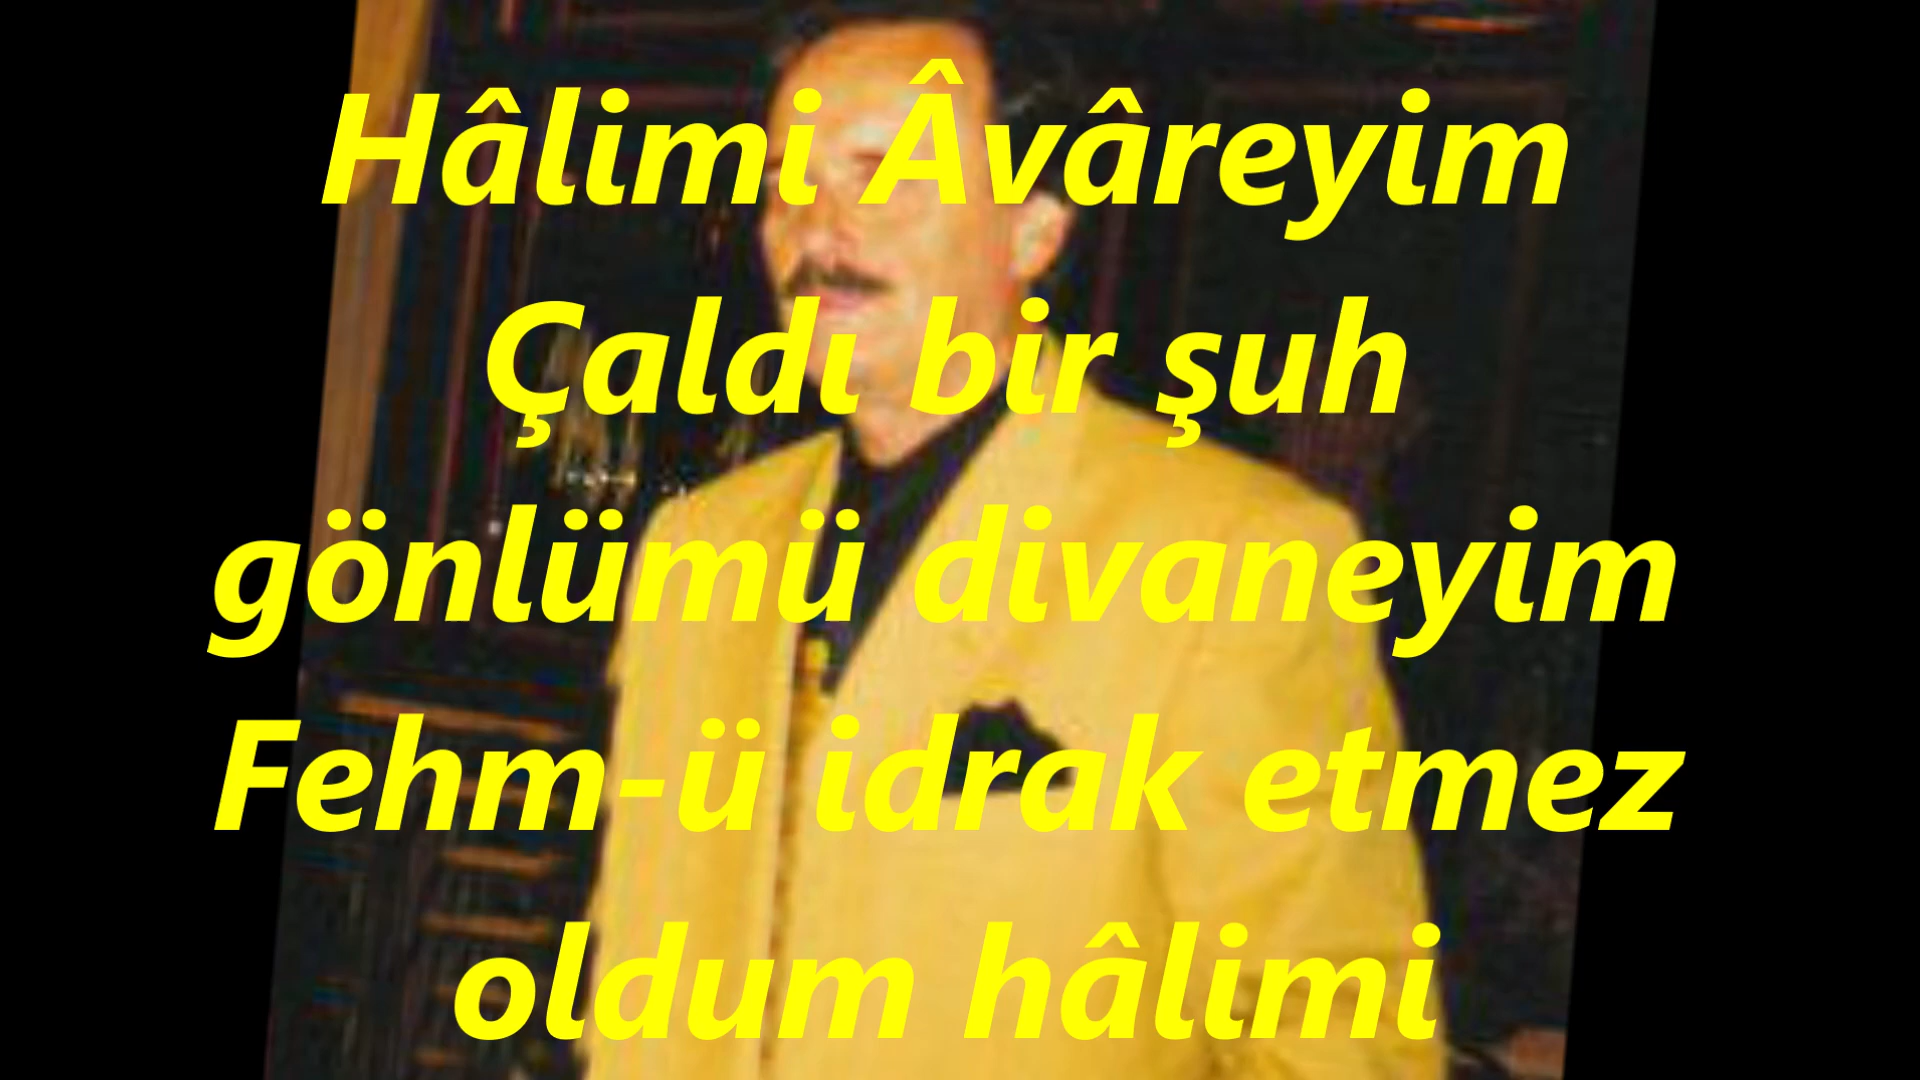 Hâlimi Âvâreyim
Çaldı bir şuh
gönlümü divaneyim
Fehm-ü idrak etmez
oldum hâlimi